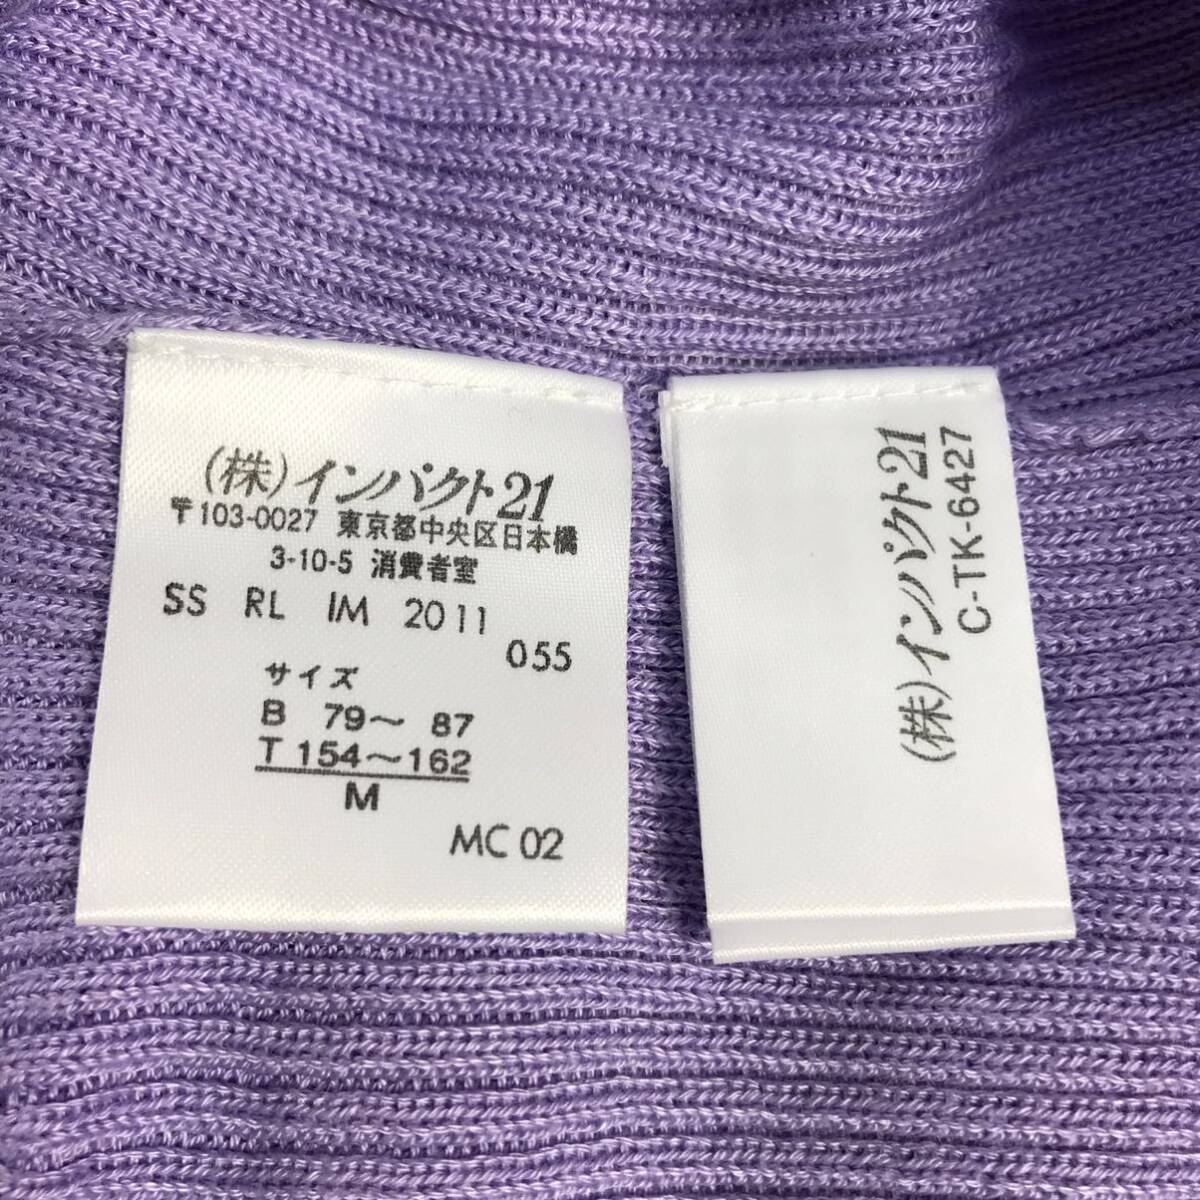 (株)インパクト21
〒103-0027 東京都中央区日本橋
3-10-5 消費者室
SS RL IM 2011
055
サイズ
B 79～ 87
T 154～162
M
MC 02
(株)インパクト21
C-TK-6427